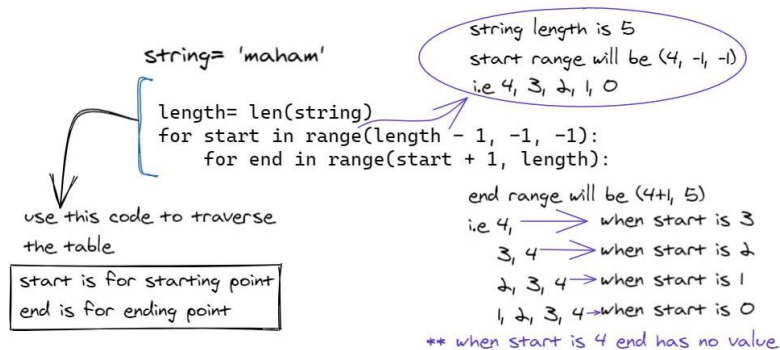 string= 'maham'
string length is 5
start range will be (4, -1, -1)
i.e 4, 3, 2, 1, 0
length= len(string)
for start in range(length - 1, -1, -1):
for end in range(start + 1, length):
use this code to traverse
the table
start is for starting point
end is for ending point
end range will be (4+1, 5)
i.e 4, when start is 3
3, 4 when start is 2
2, 3, 4 when start is 1
1, 2, 3, 4 when start is 0
** when start is 4 end has no value